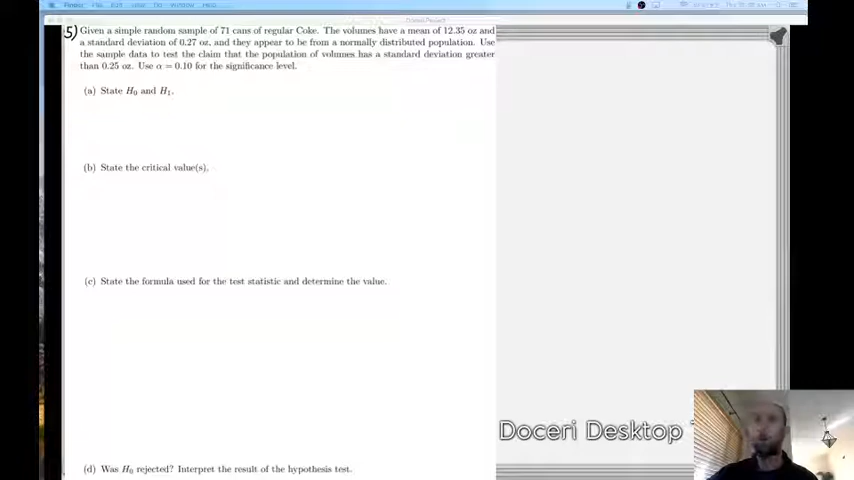 5) Given a simple random sample of 71 cans of regular Coke. The volumes have a mean of 12.35 oz and
a standard deviation of 0.27 oz, and they appear to be from a normally distributed population. Use
the sample data to test the claim that the population of volumes has a standard deviation greater
than 0.25 oz. Use α = 0.10 for the significance level.
(a) State H₀ and H₁.
(b) State the critical value(s).
(c) State the formula used for the test statistic and determine the value.
Doceri Desktop
(d) Was H₀ rejected? Interpret the result of the hypothesis test.